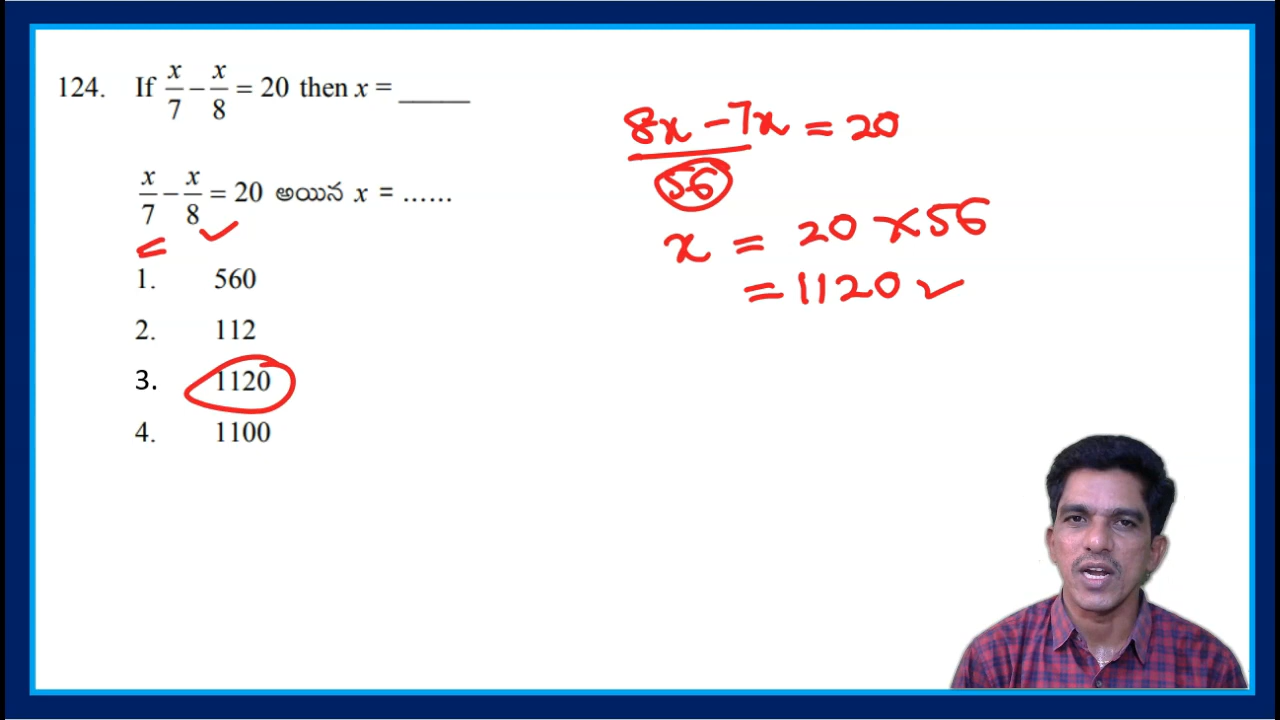 124. If x/7 − x/8 = 20 then x = _____
x/7 − x/8 = 20 అయిన x = ......
1. 560
2. 112
3. 1120
4. 1100
(8x − 7x)/56 = 20
x = 20 × 56
= 1120 ✓